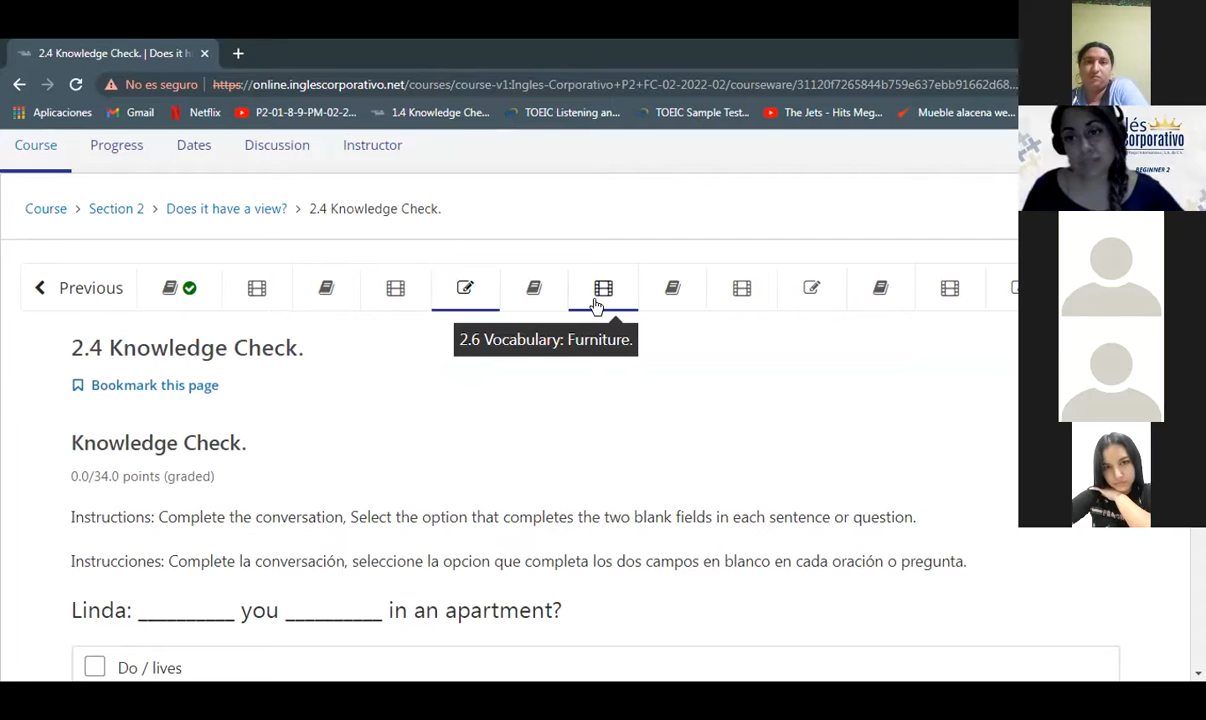 2.4 Knowledge Check. | Does it h
No es seguro
https://online.inglescorporativo.net/courses/course-v1:Ingles-Corporativo+P2+FC-02-2022-02/courseware/31120f7265844b759e637ebb91662d68...
Aplicaciones
Gmail
Netflix
P2-01-8-9-PM-02-2...
1.4 Knowledge Che...
TOEIC Listening an...
TOEIC Sample Test...
The Jets - Hits Meg...
Mueble alacena we...
Course
Progress
Dates
Discussion
Instructor
Course > Section 2 > Does it have a view? > 2.4 Knowledge Check.
Previous
2.6 Vocabulary: Furniture.
2.4 Knowledge Check.
Bookmark this page
Knowledge Check.
0.0/34.0 points (graded)
Instructions: Complete the conversation, Select the option that completes the two blank fields in each sentence or question.
Instrucciones: Complete la conversación, seleccione la opcion que completa los dos campos en blanco en cada oración o pregunta.
Linda: __________ you __________ in an apartment?
Do / lives
lés
orporativo
BEGINNER 2